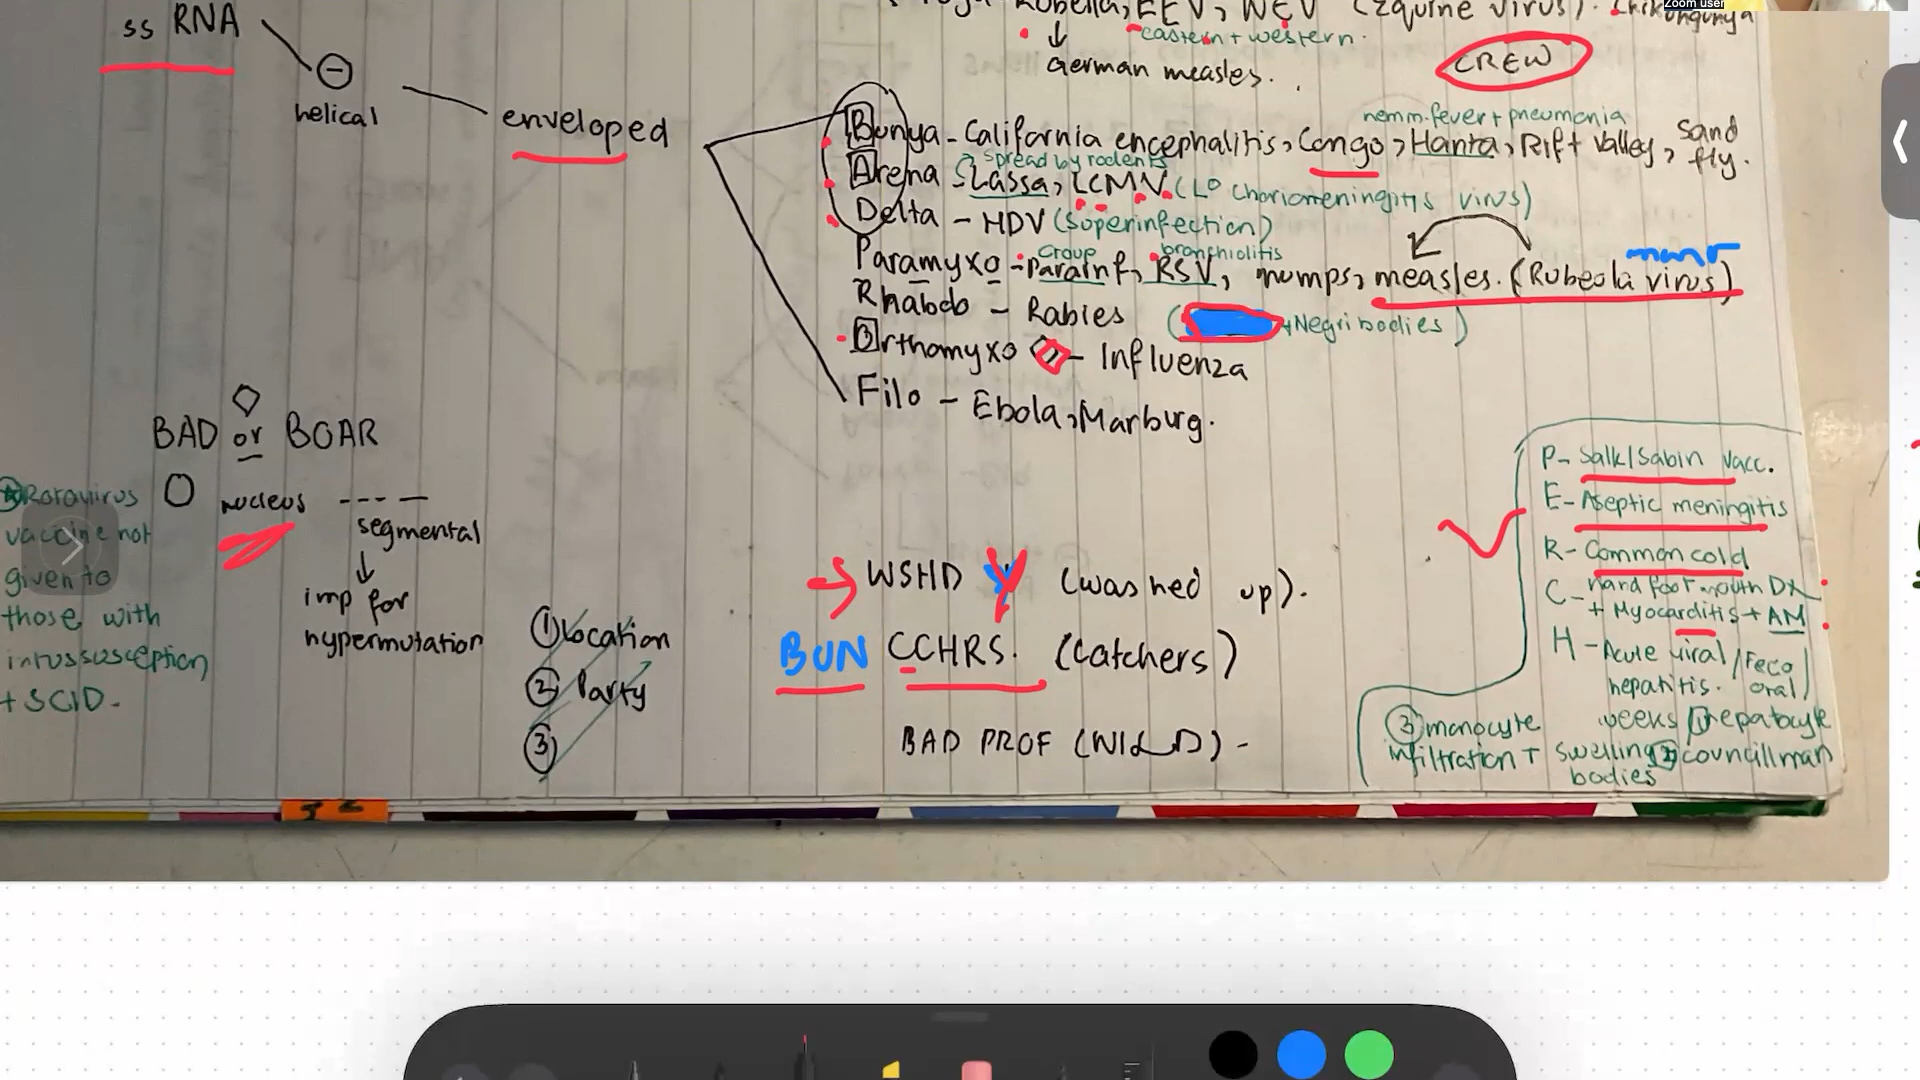 Zoom user
ss RNA
Rubella, EEV, WEV (Equine virus). Chikungunya
eastern + western.
German measles.
CREW
helical
enveloped
hemm. fever + pneumonia
Bunya - California encephalitis, Congo, Hanta, Rift Valley, Sand fly.
spread by rodents
Arena - Lassa, LCMV. (Lo choriomeningitis virus)
Delta - HDV (superinfection)
croup bronchiolitis
Paramyxo - Parainf, RSV, mumps, measles. (Rubeola virus)
Rhabdo - Rabies
+ Negri bodies)
Orthomyxo - Influenza
Filo - Ebola, Marburg.
BAD or BOAR
nucleus
segmental
imp for
hypermutation
Rotavirus
vaccine not
given to
those with
intussusception
+ SCID.
① Location
② Party
③
→ WSHD Y (washed up).
BUN CCHRS. (catchers)
BAD PROF (WILD) -
P- Salk/Sabin vacc.
E- Aseptic meningitis
R- Common cold
C- Hand foot mouth DX
+ Myocarditis + AM
H - Acute viral / Feco
hepatitis. oral/
③ monocyte weeks ① hepatocyte
infiltration + swelling ② councillman
bodies